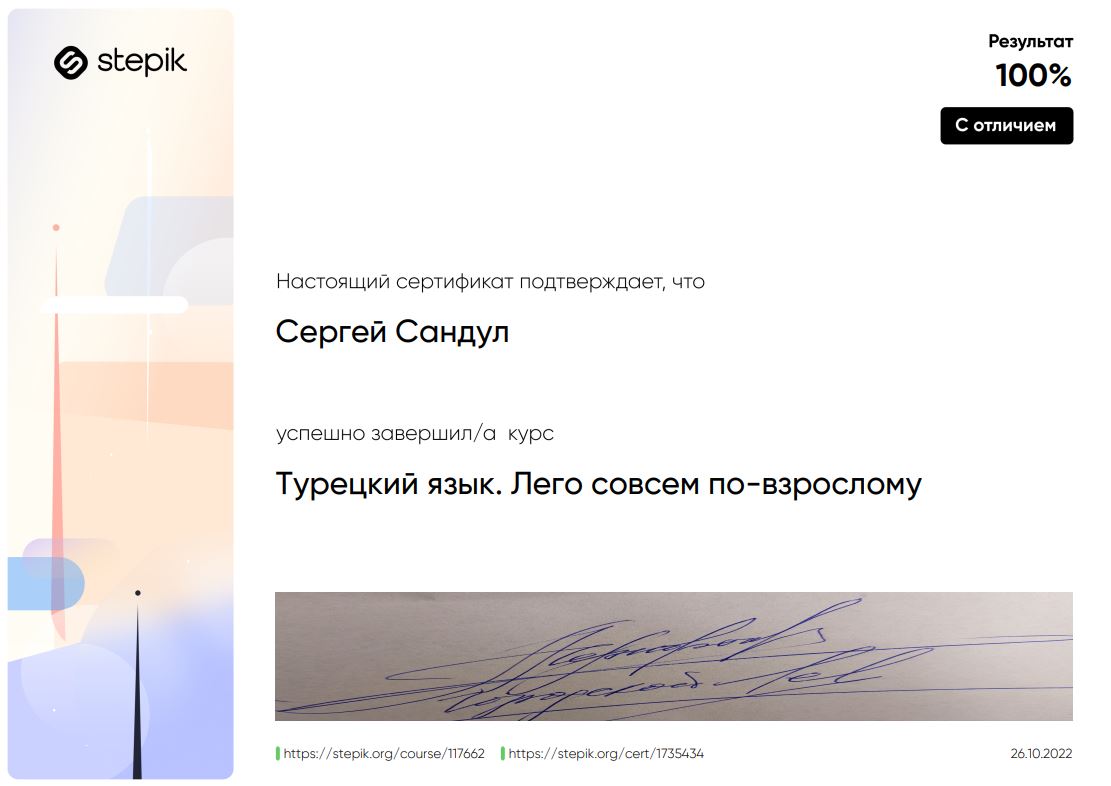 stepik
Результат
100%
С отличием
Настоящий сертификат подтверждает, что
Сергей Сандул
успешно завершил/а курс
Турецкий язык. Лего совсем по-взрослому
https://stepik.org/course/117662 https://stepik.org/cert/1735434 26.10.2022